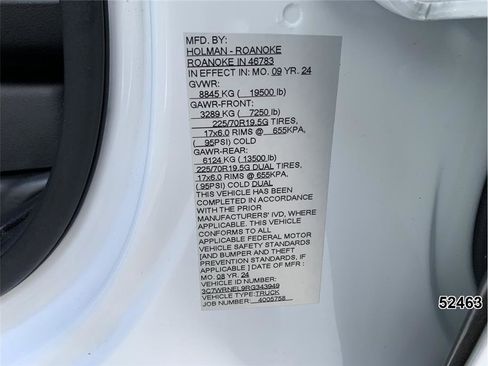 MFD. BY:
HOLMAN - ROANOKE
ROANOKE IN 46783
IN EFFECT IN: MO. 09 YR. 24
GVWR:
8845 KG ( 19500 lb)
GAWR-FRONT:
3289 KG ( 7250 lb)
225/70R19.5G TIRES,
17x6.0 RIMS @ 655KPA,
( 95PSI) COLD
GAWR-REAR:
6124 KG ( 13500 lb)
225/70R19.5G DUAL TIRES,
17x6.0 RIMS @ 655KPA,
(95PSI) COLD DUAL
THIS VEHICLE HAS BEEN
COMPLETED IN ACCORDANCE
WITH THE PRIOR
MANUFACTURERS' IVD, WHERE
APPLICABLE. THIS VEHICLE
CONFORMS TO ALL
APPLICABLE FEDERAL MOTOR
VEHICLE SAFETY STANDARDS
[AND BUMPER AND THEFT
PREVENTION STANDARDS, IF
APPLICABLE ] DATE OF MFR :
MO. 08 YR. 24
3C7WRNEL9RG343949
VEHICLE TYPE: TRUCK
JOB NUMBER: 4005758
52463